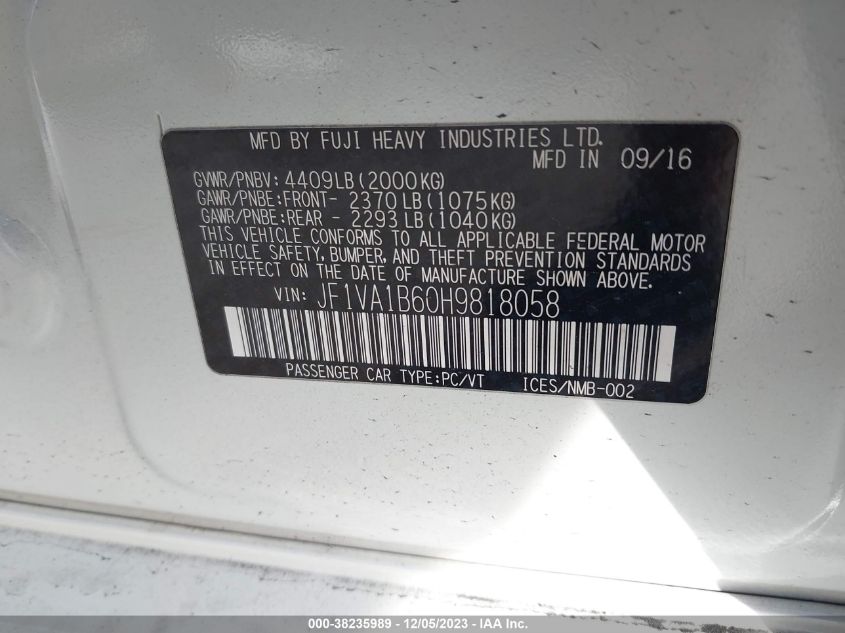 MFD BY FUJI HEAVY INDUSTRIES LTD.
MFD IN 09/16
GVWR/PNBV: 4409LB(2000KG)
GAWR/PNBE:FRONT- 2370LB(1075KG)
GAWR/PNBE:REAR - 2293LB(1040KG)
THIS VEHICLE CONFORMS TO ALL APPLICABLE FEDERAL MOTOR
VEHICLE SAFETY, BUMPER, AND THEFT PREVENTION STANDARDS
IN EFFECT ON THE DATE OF MANUFACTURE SHOWN ABOVE.
VIN: JF1VA1B60H9818058
PASSENGER CAR TYPE:PC/VT ICES/NMB-002
000-38235989 - 12/05/2023 - IAA Inc.